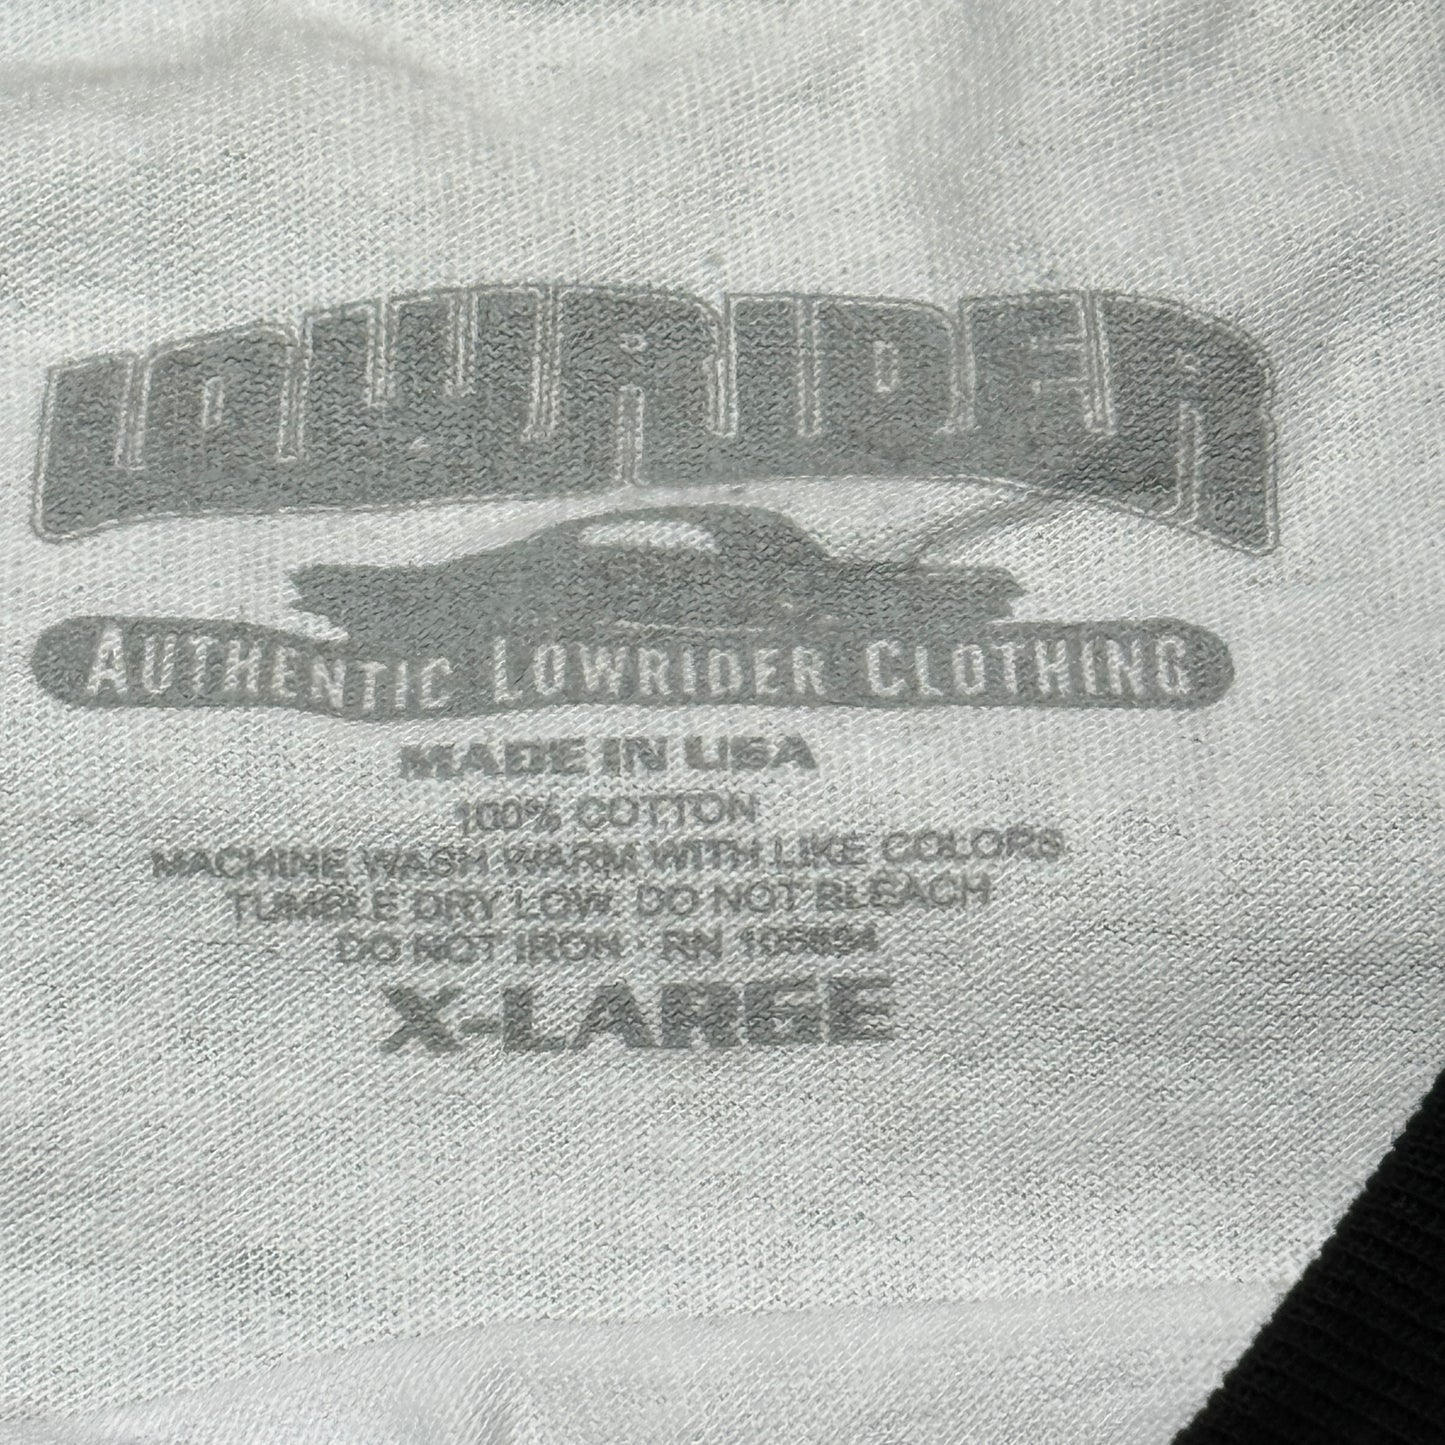 LOWRIDER
AUTHENTIC LOWRIDER CLOTHING
MADE IN USA
100% COTTON
MACHINE WASH WARM WITH LIKE COLORS.
TUMBLE DRY LOW. DO NOT BLEACH
DO NOT IRON · RN
X-LARGE